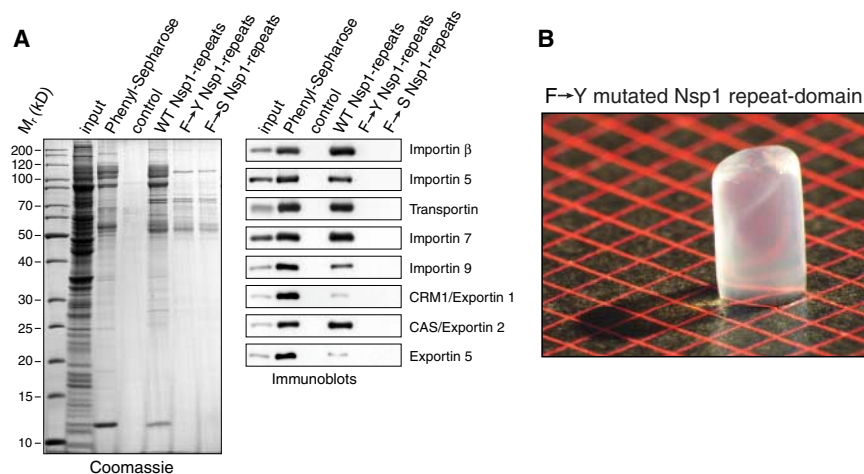 A
M_r (kD)
input
Phenyl-Sepharose
control
WT Nsp1-repeats
F→Y Nsp1-repeats
F→S Nsp1-repeats
200
120
100
70
50
40
30
25
20
15
10
Coomassie
input
Phenyl-Sepharose
control
WT Nsp1-repeats
F→Y Nsp1-repeats
F→S Nsp1-repeats
Importin β
Importin 5
Transportin
Importin 7
Importin 9
CRM1/Exportin 1
CAS/Exportin 2
Exportin 5
Immunoblots
B
F→Y mutated Nsp1 repeat-domain